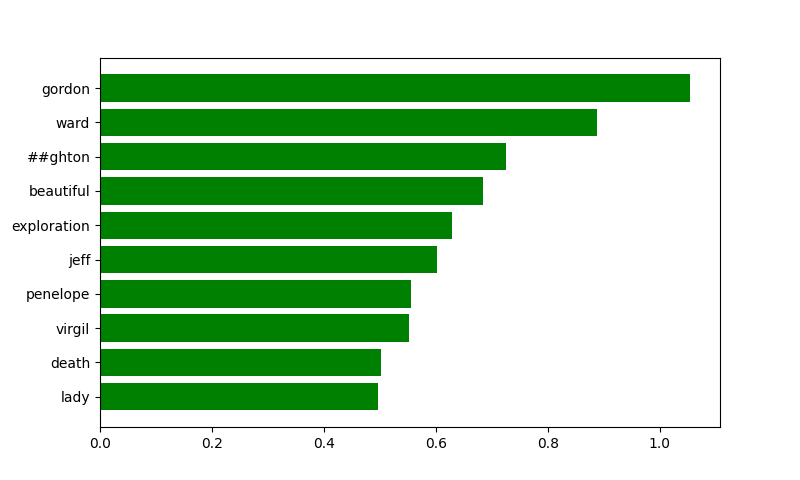 gordon
ward
##ghton
beautiful
exploration
jeff
penelope
virgil
death
lady
0.0 0.2 0.4 0.6 0.8 1.0